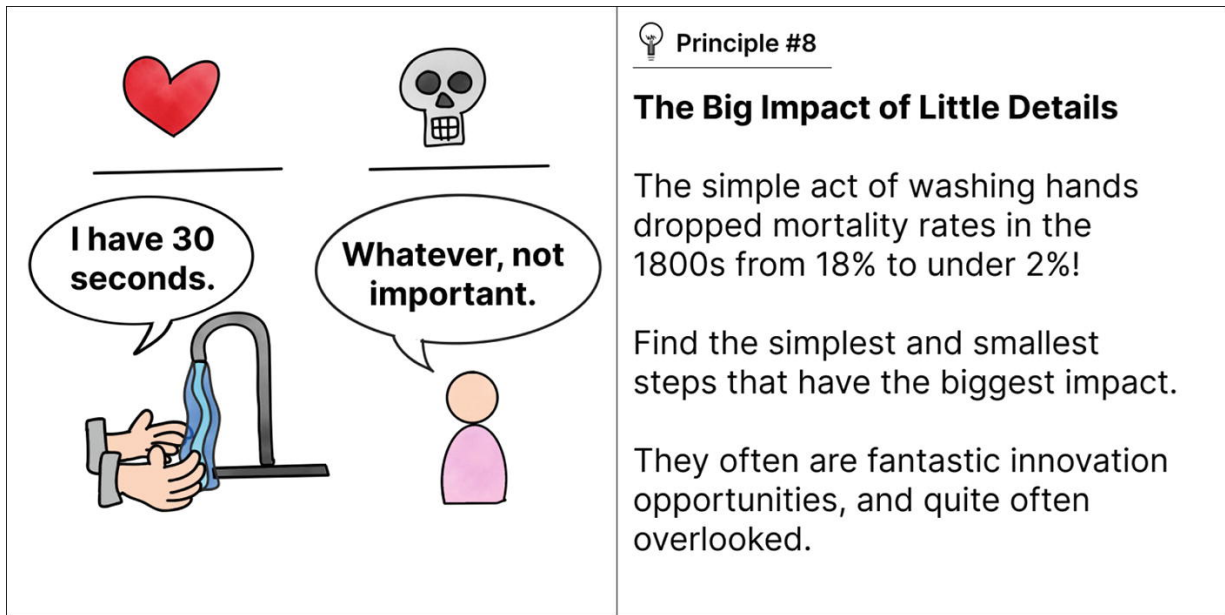 I have 30
seconds.
Whatever, not
important.
Principle #8
The Big Impact of Little Details
The simple act of washing hands
dropped mortality rates in the
1800s from 18% to under 2%!
Find the simplest and smallest
steps that have the biggest impact.
They often are fantastic innovation
opportunities, and quite often
overlooked.